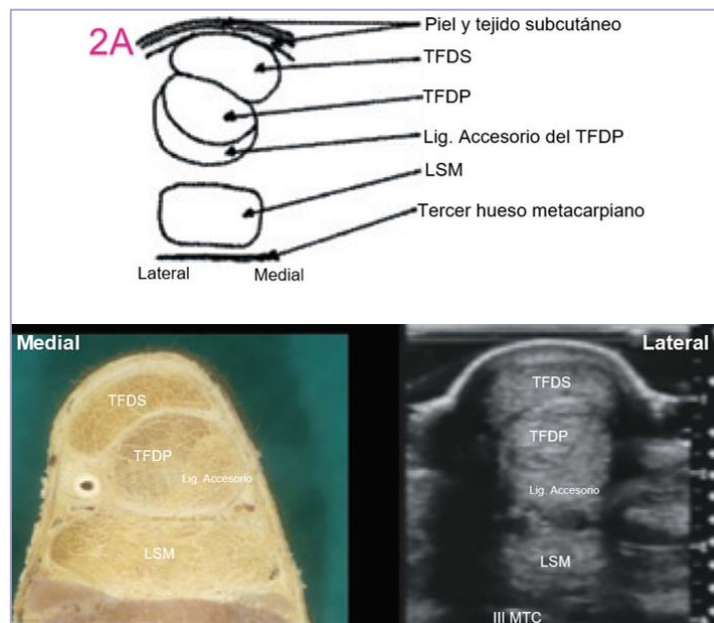 2A
Piel y tejido subcutáneo
TFDS
TFDP
Lig. Accesorio del TFDP
LSM
Tercer hueso metacarpiano
Lateral
Medial
Medial
TFDS
TFDP
Lig. Accesorio
LSM
Lateral
TFDS
TFDP
Lig. Accesorio
LSM
III MTC